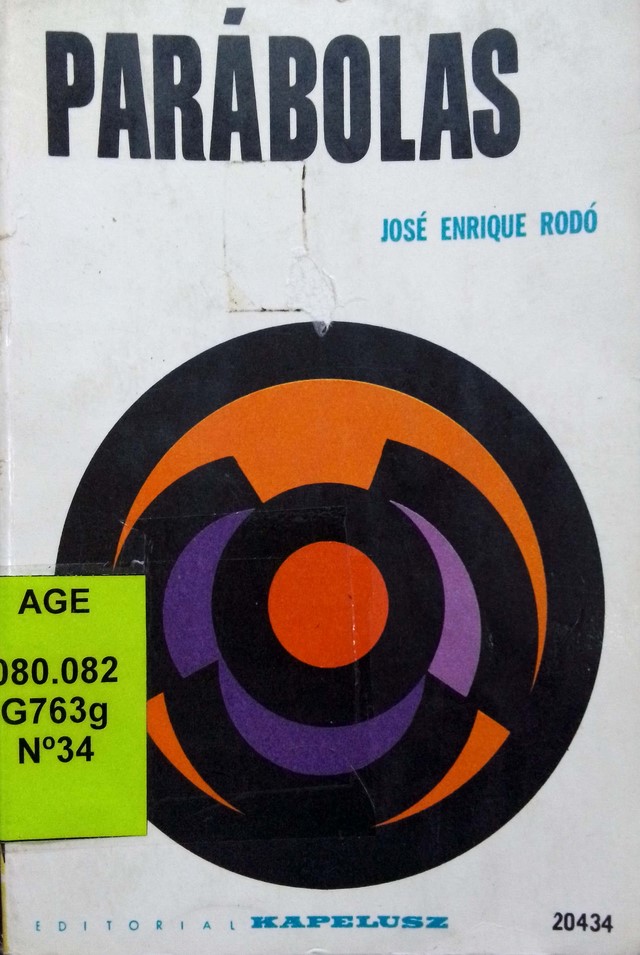 PARÁBOLAS
JOSÉ ENRIQUE RODÓ
AGE
080.082
G763g
Nº34
EDITORIAL KAPELUSZ
20434